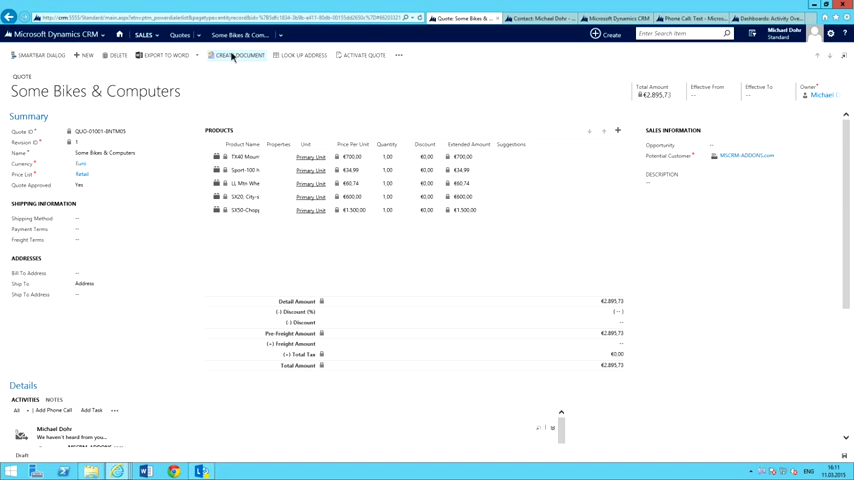 Quote: Some Bikes &...
Contact: Michael Dohr -...
Microsoft Dynamics CRM
Phone Call: Test - Micros...
Dashboards: Activity Ove...
Microsoft Dynamics CRM SALES Quotes Some Bikes & Com... Create Enter Search Item Michael Dohr Standard
SMARTBAR DIALOG NEW DELETE EXPORT TO WORD CREATE DOCUMENT LOOK UP ADDRESS ACTIVATE QUOTE ...
QUOTE
Some Bikes & Computers
Total Amount
€2.895,73
Effective From
--
Effective To
--
Owner*
Michael
Summary
Quote ID* QUO-01001-BNTM05
Revision ID* 1
Name* Some Bikes & Computers
Currency*
Price List* Retail
Quote Approved Yes
SHIPPING INFORMATION
Shipping Method --
Payment Terms --
Freight Terms --
ADDRESSES
Bill To Address --
Ship To Address
Ship To Address --
PRODUCTS
Product Name Properties Unit Price Per Unit Quantity Discount Extended Amount Suggestions
TX40 Moun Primary Unit €700,00 1,00 €0,00 €700,00
Sport-100 H Primary Unit €34,99 1,00 €0,00 €34,99
LL Mtn Whe Primary Unit €60,74 1,00 €0,00 €60,74
SX20, City-s Primary Unit €600,00 1,00 €0,00 €600,00
SX50-Chopp Primary Unit €1.500,00 1,00 €0,00 €1.500,00
Detail Amount €2.895,73
(-) Discount (%) ( -- )
(-) Discount --
Pre-Freight Amount €2.895,73
(+) Freight Amount --
(+) Total Tax €0,00
Total Amount €2.895,73
SALES INFORMATION
Opportunity --
Potential Customer* MSCRM-ADDONS.com
DESCRIPTION
--
Details
ACTIVITIES NOTES
All Add Phone Call Add Task ...
Michael Dohr
We haven't heard from you...
MSCRM-ADDONS
Draft
ENG 16:11
11.03.2015